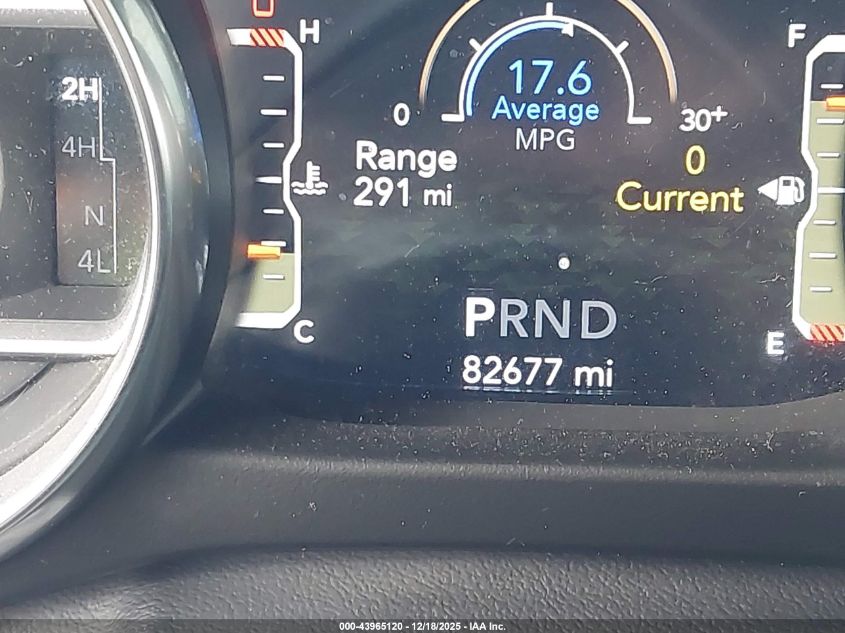 H
F
2H
4H
N
4L
17.6
Average
MPG
0
30+
Range
291 mi
0
Current
C
E
PRND
82677 mi
000-43965120 - 12/18/2025 - IAA Inc.